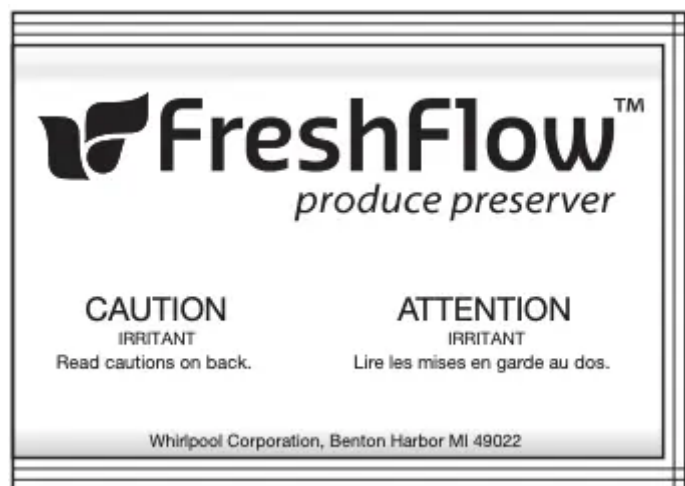 FreshFlow™
produce preserver
CAUTION
IRRITANT
Read cautions on back.
ATTENTION
IRRITANT
Lire les mises en garde au dos.
Whirlpool Corporation, Benton Harbor MI 49022